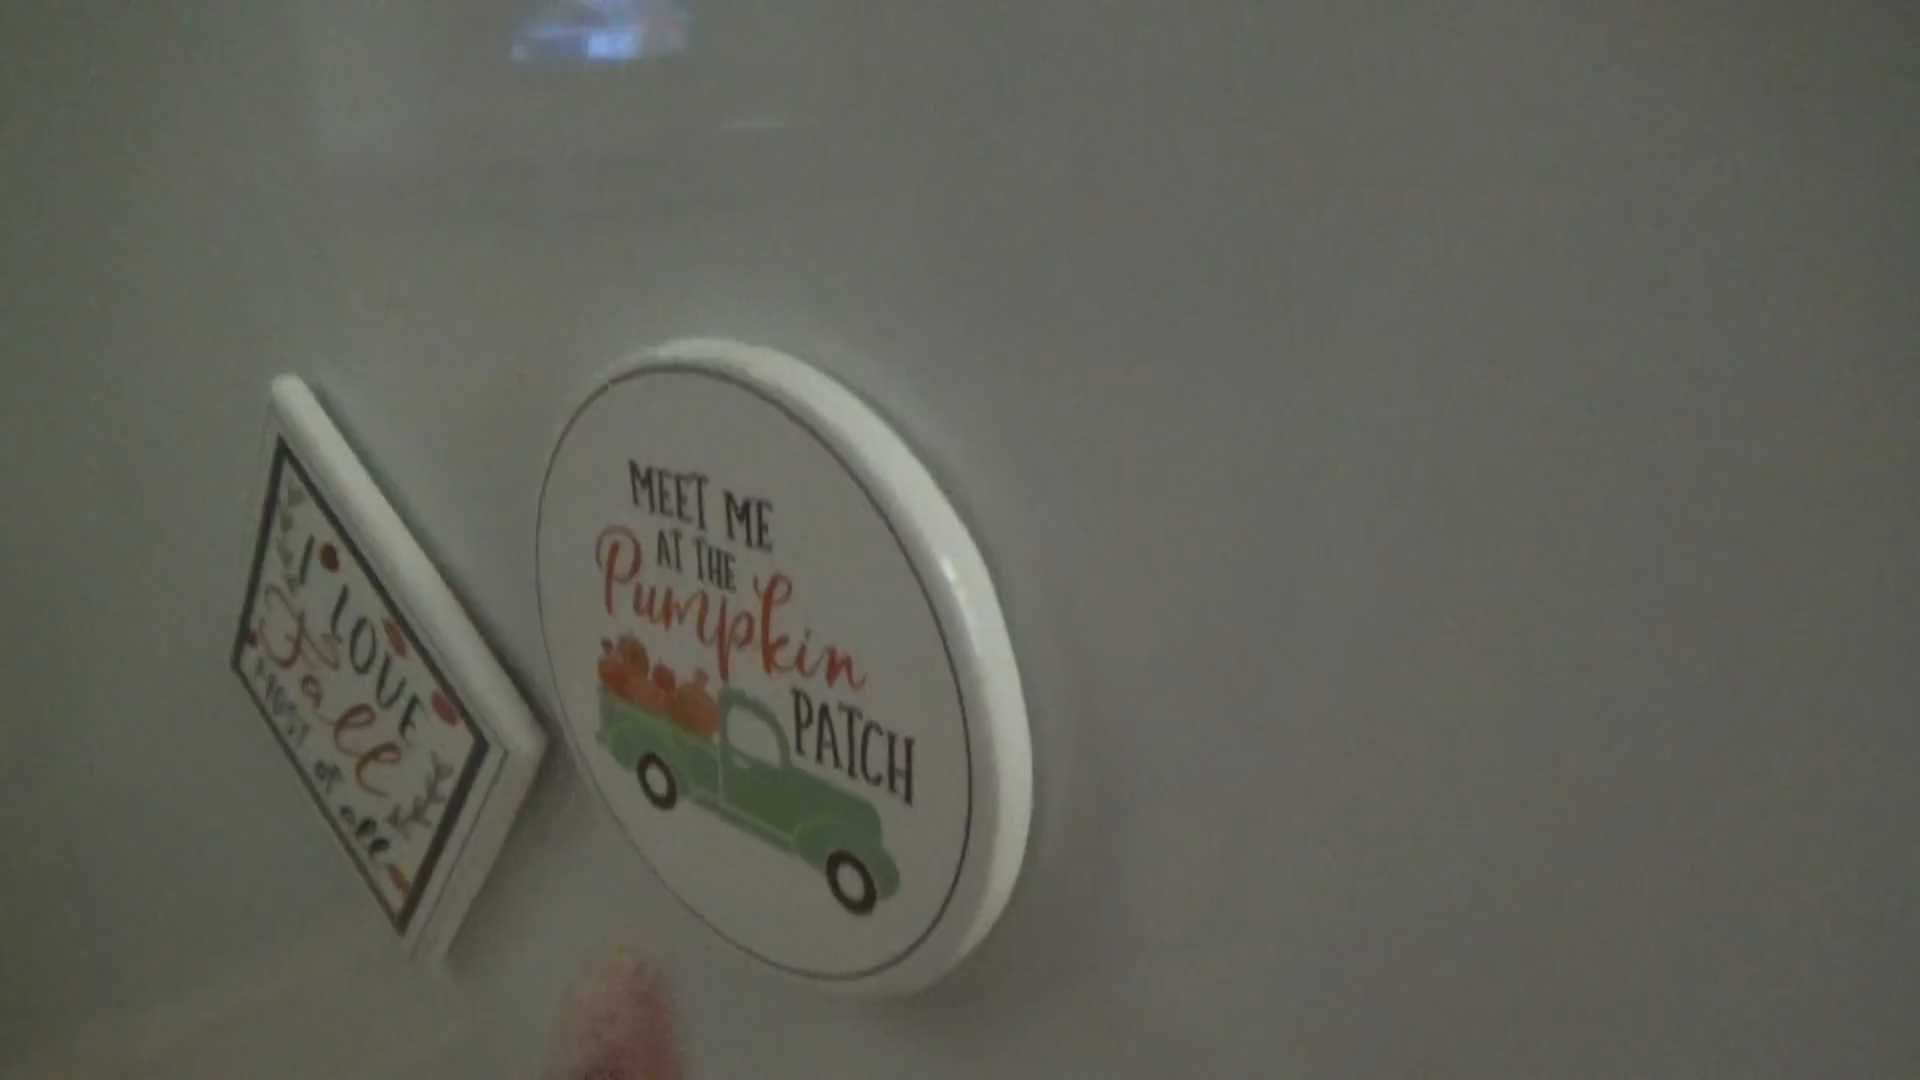 I
LOVE
Fall
MOST
OF ALL
MEET ME
AT THE
Pumpkin
PATCH